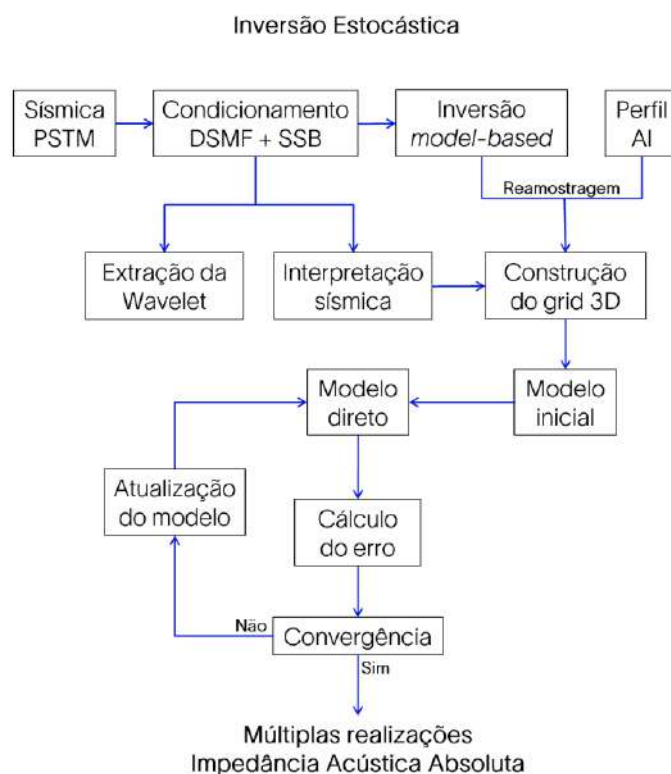 Inversão Estocástica
Sísmica
PSTM
Condicionamento
DSMF + SSB
Inversão
model-based
Perfil
AI
Reamostragem
Extração da
Wavelet
Interpretação
sísmica
Construção
do grid 3D
Modelo
direto
Modelo
inicial
Atualização
do modelo
Cálculo
do erro
Não
Convergência
Sim
Múltiplas realizações
Impedância Acústica Absoluta